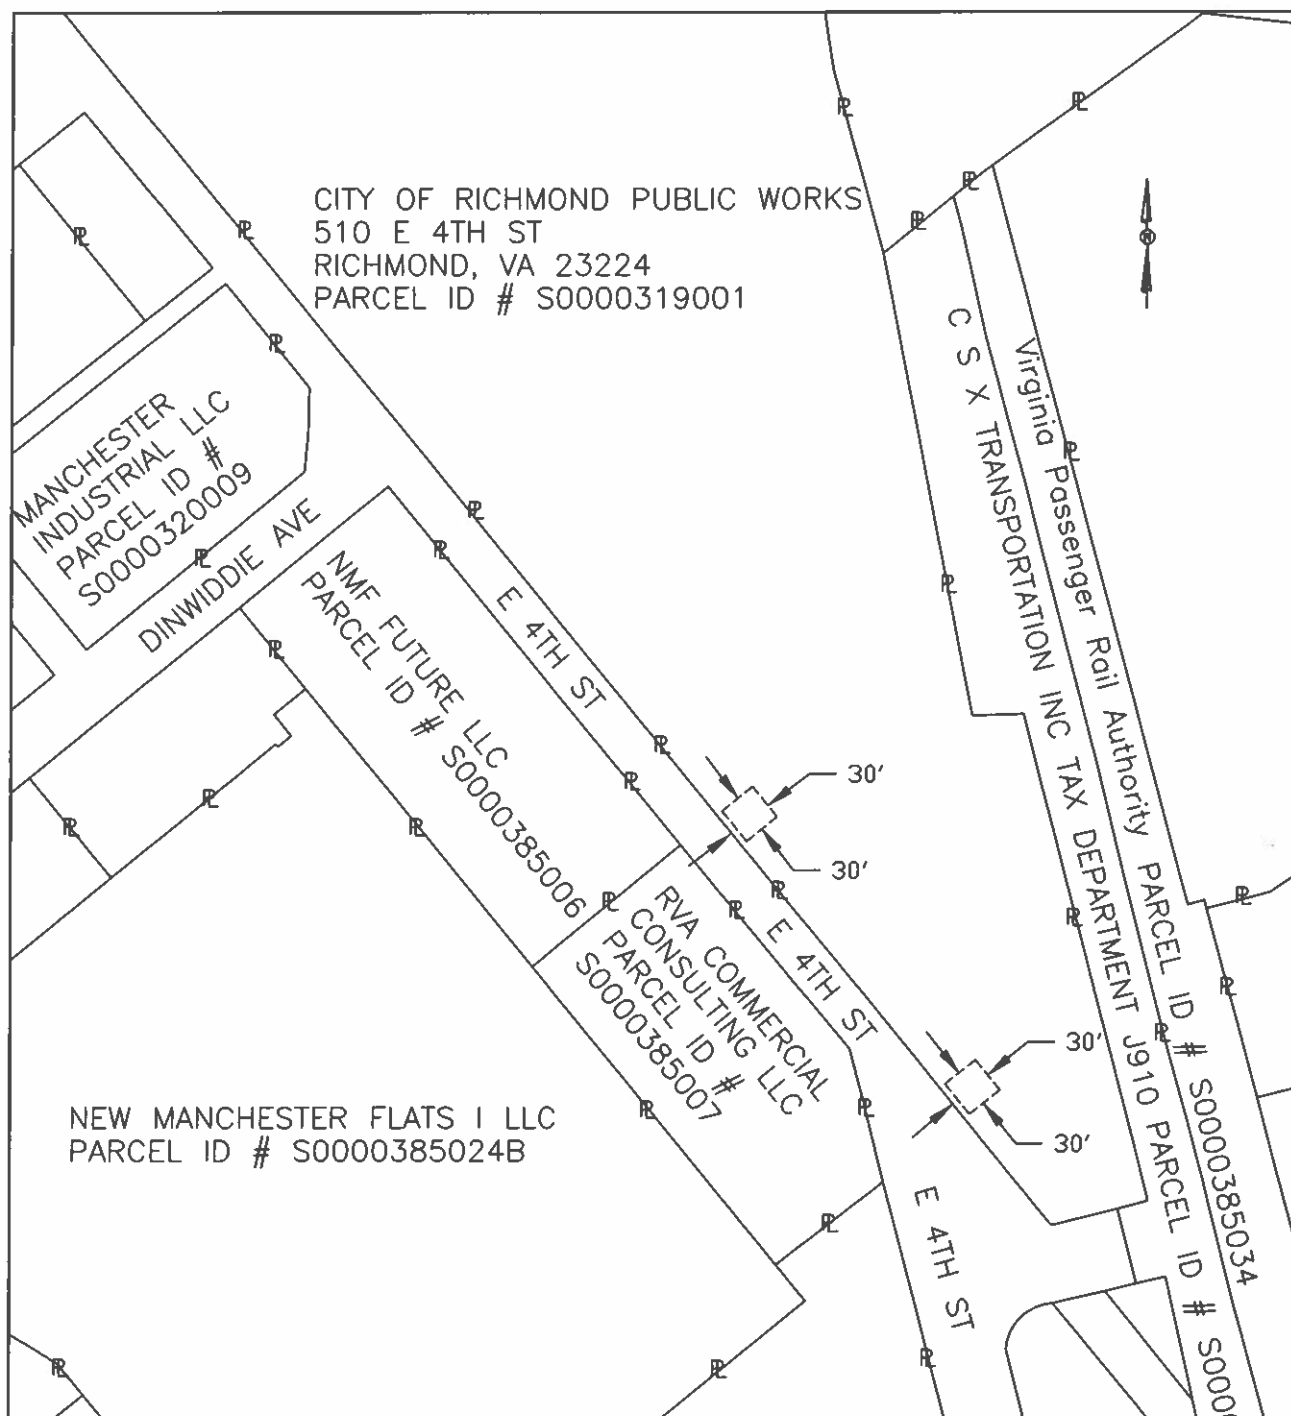 CITY OF RICHMOND PUBLIC WORKS
510 E 4TH ST
RICHMOND, VA 23224
PARCEL ID # S0000319001
N
MANCHESTER
INDUSTRIAL LLC
PARCEL ID #
S0000320009
DINWIDDIE AVE
NMF FUTURE LLC
PARCEL ID # S0000385006
E 4TH ST
C S X TRANSPORTATION INC TAX DEPARTMENT J910 PARCEL ID # S000
Virginia Passenger Rail Authority PARCEL ID # S0000385034
30'
30'
RVA COMMERCIAL
CONSULTING LLC
PARCEL ID #
S0000385007
E 4TH ST
30'
30'
NEW MANCHESTER FLATS I LLC
PARCEL ID # S0000385024B
E 4TH ST